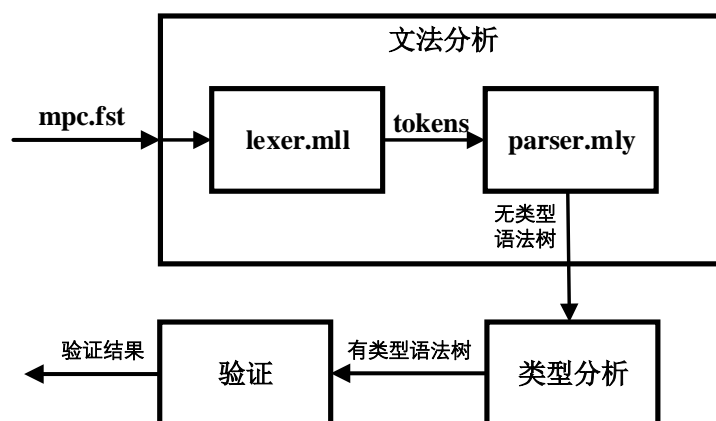 文法分析
mpc.fst
lexer.mll
tokens
parser.mly
无类型
语法树
验证结果
验证
有类型语法树
类型分析